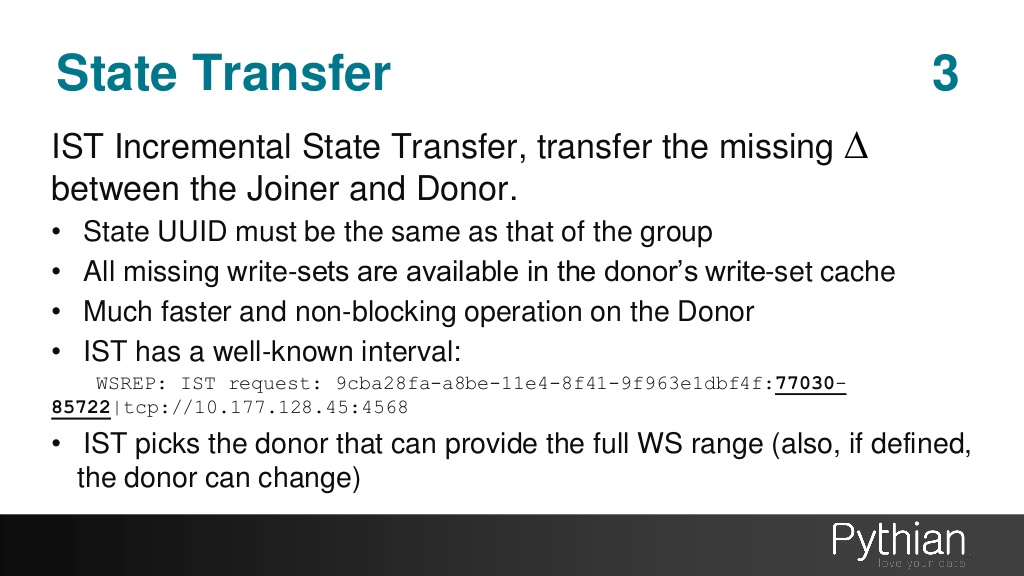 State Transfer 3
IST Incremental State Transfer, transfer the missing Δ
between the Joiner and Donor.
• State UUID must be the same as that of the group
• All missing write-sets are available in the donor’s write-set cache
• Much faster and non-blocking operation on the Donor
• IST has a well-known interval:
WSREP: IST request: 9cba28fa-a8be-11e4-8f41-9f963e1dbf4f:77030-
85722|tcp://10.177.128.45:4568
• IST picks the donor that can provide the full WS range (also, if defined,
the donor can change)
Pythian
love your data